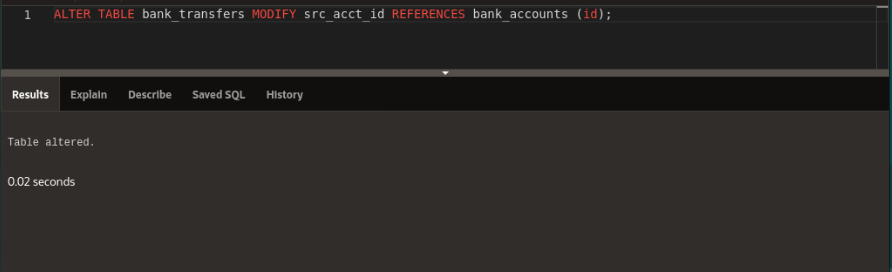 1 ALTER TABLE bank_transfers MODIFY src_acct_id REFERENCES bank_accounts (id);
Results Explain Describe Saved SQL History
Table altered.
0.02 seconds